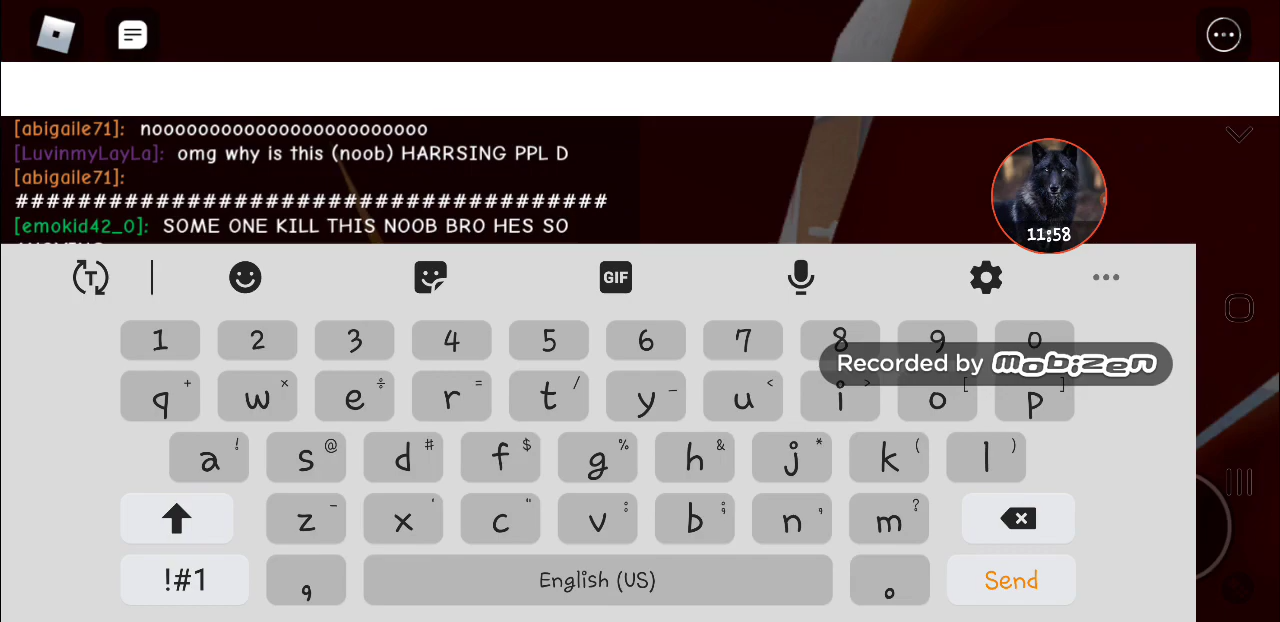 [abigaile71]: noooooooooooooooooooooooo
[LuvinmyLayLa]: omg why is this (noob) HARRSING PPL D
[abigaile71]:
######################################
[emokid42_0]: SOME ONE KILL THIS NOOB BRO HES SO
11:58
T GIF
1 2 3 4 5 6 7 8 9 0
Recorded by mobizen
q + w × e ÷ r = t / y _ u < i > o [ p ]
a ! s @ d # f $ g % h & j * k ( l )
z - x ' c " v : b ; n , m ?
!#1 , English (US) . Send